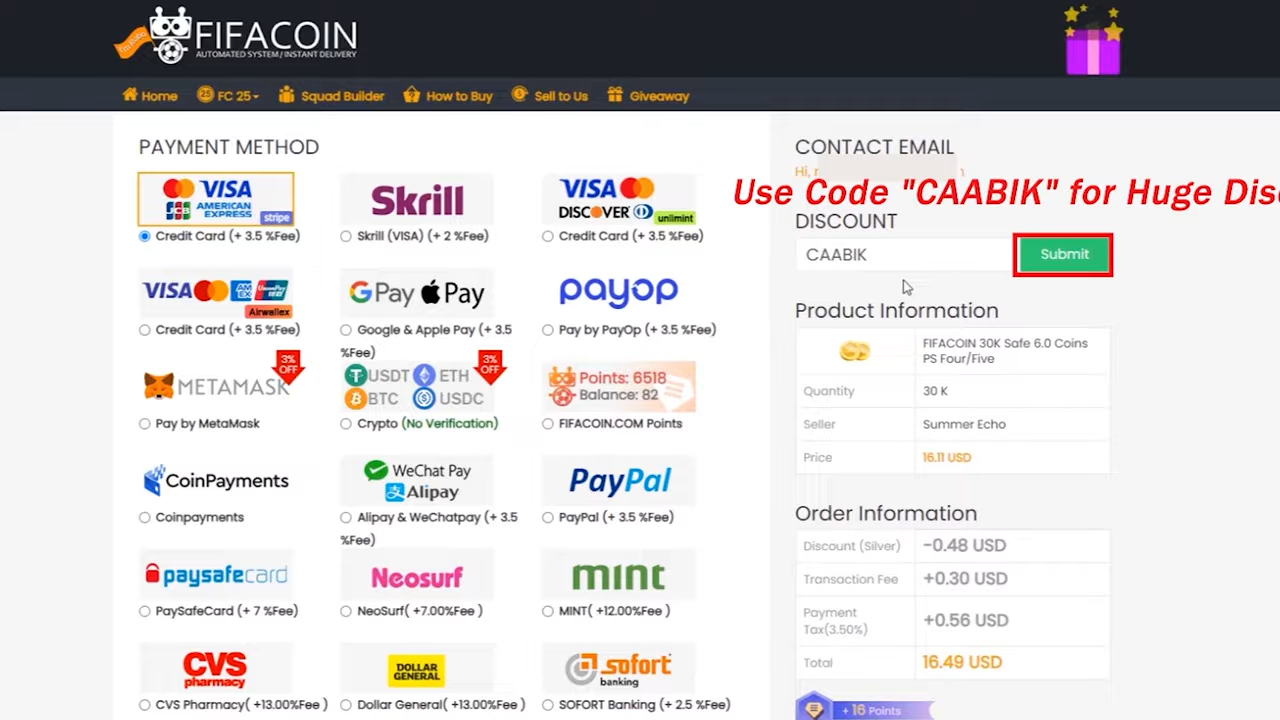 FIFACOIN
AUTOMATED SYSTEM / INSTANT DELIVERY
Home
FC 25
Squad Builder
How to Buy
Sell to Us
Giveaway
PAYMENT METHOD
VISA
JCB AMERICAN EXPRESS
stripe
Credit Card (+ 3.5 %Fee)
Skrill
Skrill (VISA) (+ 2 %Fee)
VISA
DISCOVER
unlimint
Credit Card (+ 3.5 %Fee)
VISA
Airwallex
Credit Card (+ 3.5 %Fee)
G Pay Pay
Google & Apple Pay (+ 3.5
%Fee)
payop
Pay by PayOp (+ 3.5 %Fee)
3%
OFF
METAMASK
Pay by MetaMask
3%
OFF
USDT ETH
BTC USDC
Crypto (No Verification)
Points: 6518
Balance: 82
FIFACOIN.COM Points
CoinPayments
Coinpayments
WeChat Pay
Alipay
Alipay & WeChatpay (+ 3.5
%Fee)
PayPal
PayPal (+ 3.5 %Fee)
paysafecard
PaySafeCard (+ 7 %Fee)
Neosurf
NeoSurf( +7.00%Fee )
mint
MINT( +12.00%Fee )
CVS
pharmacy
CVS Pharmacy( +13.00%Fee )
DOLLAR
GENERAL
Dollar General( +13.00%Fee )
sofort
banking
SOFORT Banking (+ 2.5 %Fee)
CONTACT EMAIL
Hi,
Use Code "CAABIK" for Huge Disc
DISCOUNT
CAABIK
Submit
Product Information
FIFACOIN 30K Safe 6.0 Coins
PS Four/Five
Quantity 30 K
Seller Summer Echo
Price 16.11 USD
Order Information
Discount (Silver) -0.48 USD
Transaction Fee +0.30 USD
Payment
Tax(3.50%) +0.56 USD
Total 16.49 USD
+ 16 Points